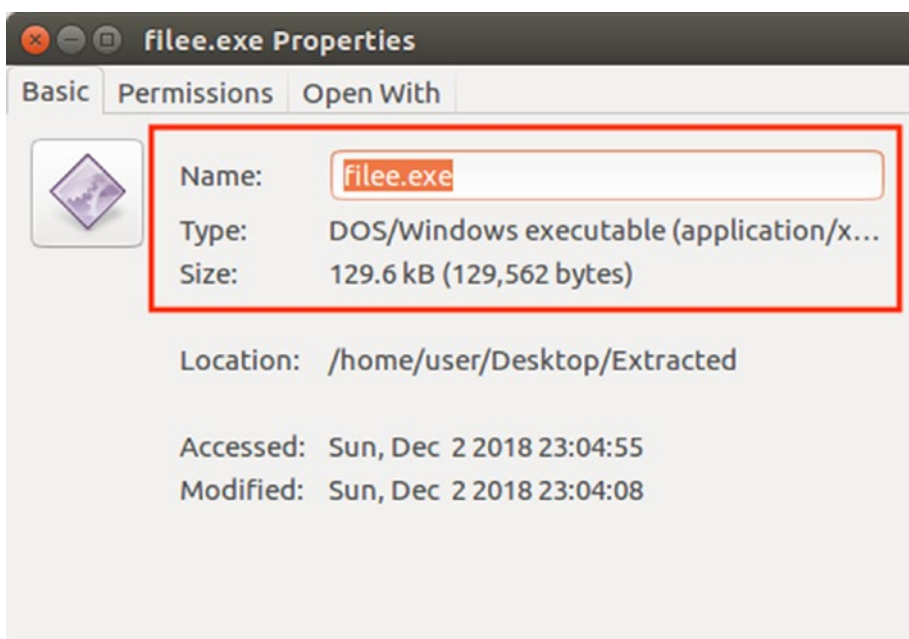 filee.exe Properties
Basic Permissions Open With
Name: filee.exe
Type: DOS/Windows executable (application/x...
Size: 129.6 kB (129,562 bytes)
Location: /home/user/Desktop/Extracted
Accessed: Sun, Dec 2 2018 23:04:55
Modified: Sun, Dec 2 2018 23:04:08